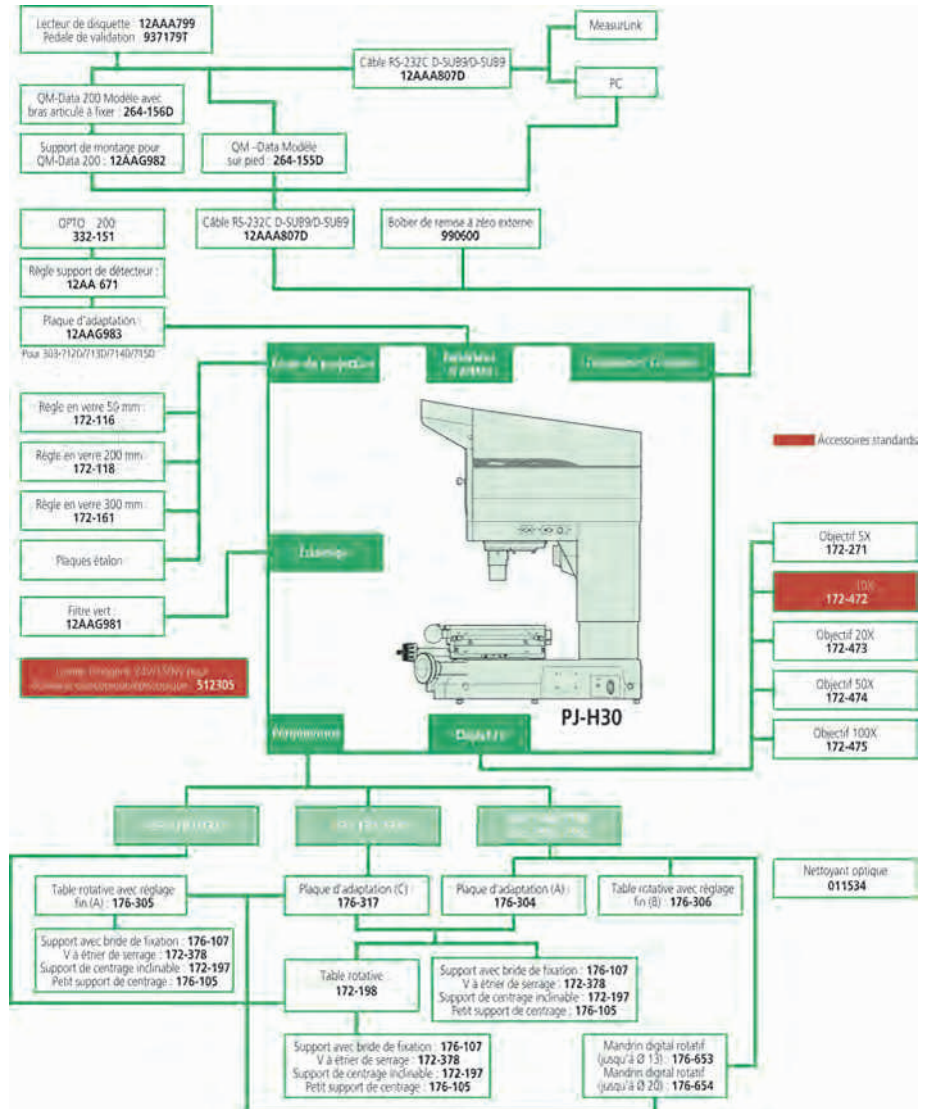 Lecteur de disquette : 12AAA799
Pédale de validation : 937179T
MeasurLink
Câble RS-232C D-SUB9/D-SUB9
12AAA807D
PC
QM-Data 200 Modèle avec
bras articulé à fixer : 264-156D
Support de montage pour
QM-Data 200 : 12AAG982
QM -Data Modèle
sur pied : 264-155D
OPTO 200
332-151
Câble RS-232C D-SUB9/D-SUB9
12AAA807D
Boîtier de remise à zéro externe
990600
Règle support de détecteur :
12AA 671
Plaque d'adaptation :
12AAG983
Pour 303-712D/713D/714D/715D
Écran de projection
Règle en verre 50 mm :
172-116
Règle en verre 200 mm
172-118
Règle en verre 300 mm
172-161
Plaques étalon
Filtre vert :
12AAG981
Éclairage
512305
Accessoires standards
Objectif 5X
172-271
10X
172-472
Objectif 20X
172-473
Objectif 50X
172-474
Objectif 100X
172-475
PJ-H30
Objectifs
Nettoyant optique
011534
Table rotative avec réglage
fin (A) : 176-305
Plaque d'adaptation (C) :
176-317
Plaque d'adaptation (A) :
176-304
Table rotative avec réglage
fin (B) : 176-306
Support avec bride de fixation : 176-107
V à étrier de serrage : 172-378
Support de centrage inclinable : 172-197
Petit support de centrage : 176-105
Table rotative
172-198
Support avec bride de fixation : 176-107
V à étrier de serrage : 172-378
Support de centrage inclinable : 172-197
Petit support de centrage : 176-105
Support avec bride de fixation : 176-107
V à étrier de serrage : 172-378
Support de centrage inclinable : 172-197
Petit support de centrage : 176-105
Mandrin digital rotatif
(jusqu'à Ø 13) : 176-653
Mandrin digital rotatif
(jusqu'à Ø 20) : 176-654